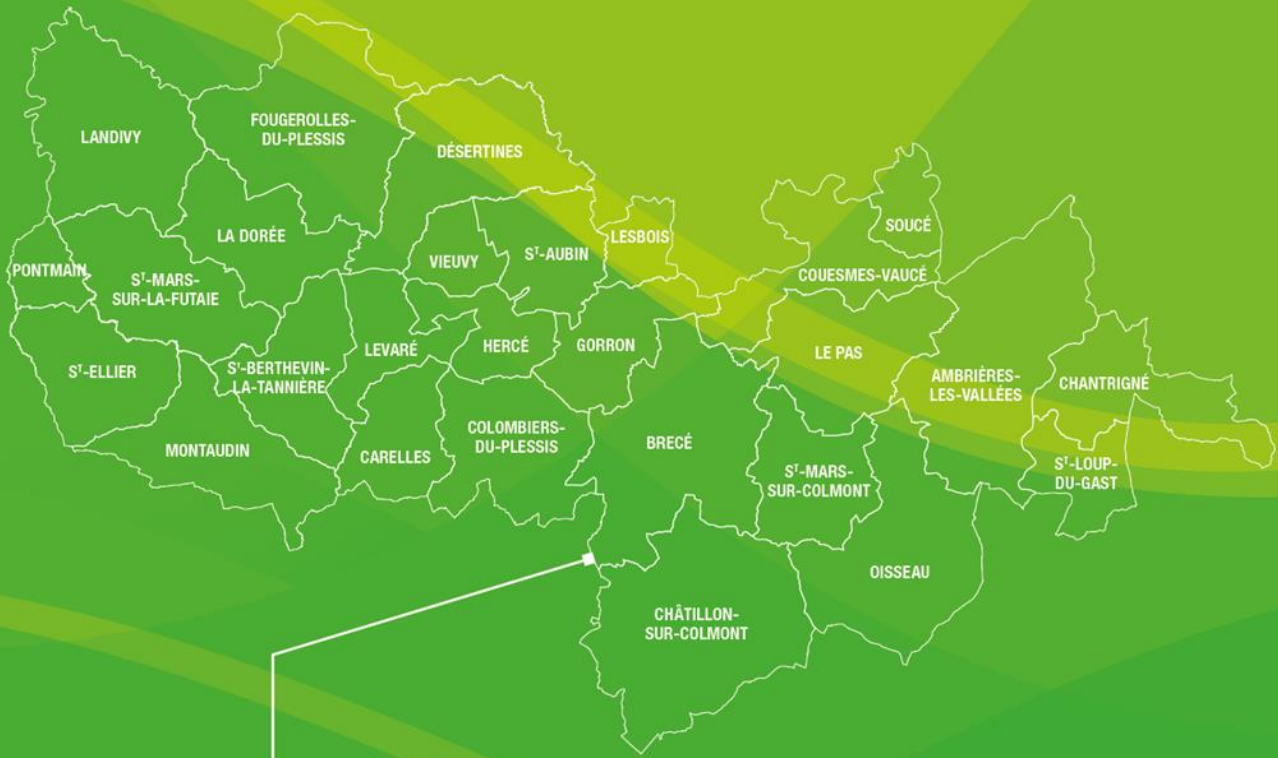 LANDIVY
FOUGEROLLES-
DU-PLESSIS
DÉSERTINES
SOUCÉ
LA DORÉE
LESBOIS
Sᵀ-AUBIN
VIEUVY
PONTMAIN
Sᵀ-MARS-
SUR-LA-FUTAIE
COUESMES-VAUCÉ
Sᵀ-ELLIER
Sᵀ-BERTHEVIN-
LA-TANNIÈRE
LEVARÉ
HERCÉ
GORRON
LE PAS
AMBRIÈRES-
LES-VALLÉES
CHANTRIGNÉ
MONTAUDIN
CARELLES
COLOMBIERS-
DU-PLESSIS
BRECÉ
Sᵀ-MARS-
SUR-COLMONT
Sᵀ-LOUP-
DU-GAST
OISSEAU
CHÂTILLON-
SUR-COLMONT